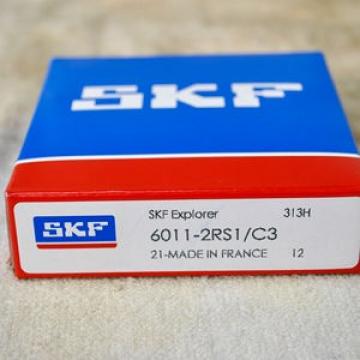 SKF
SKF Explorer 313H
SKF 6011-2RS1/C3
21-MADE IN FRANCE 12